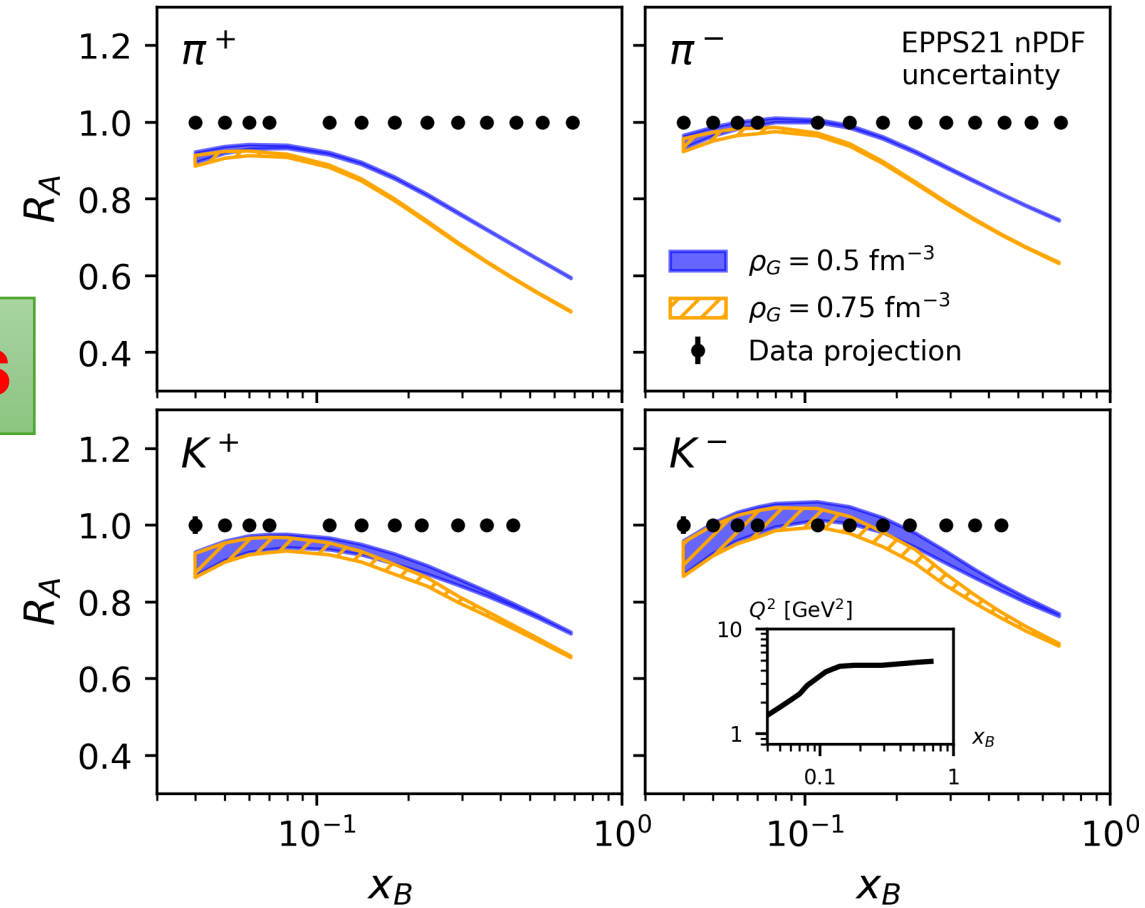 π⁺
π⁻
EPPS21 nPDF
uncertainty
1.2
1.0
0.8
0.6
0.4
R_A
ρ_G = 0.5 fm⁻³
ρ_G = 0.75 fm⁻³
Data projection
s
K⁺
K⁻
1.2
1.0
0.8
0.6
0.4
R_A
Q² [GeV²]
10
1
0.1
1
x_B
10⁻¹
10⁰
10⁻¹
10⁰
x_B
x_B